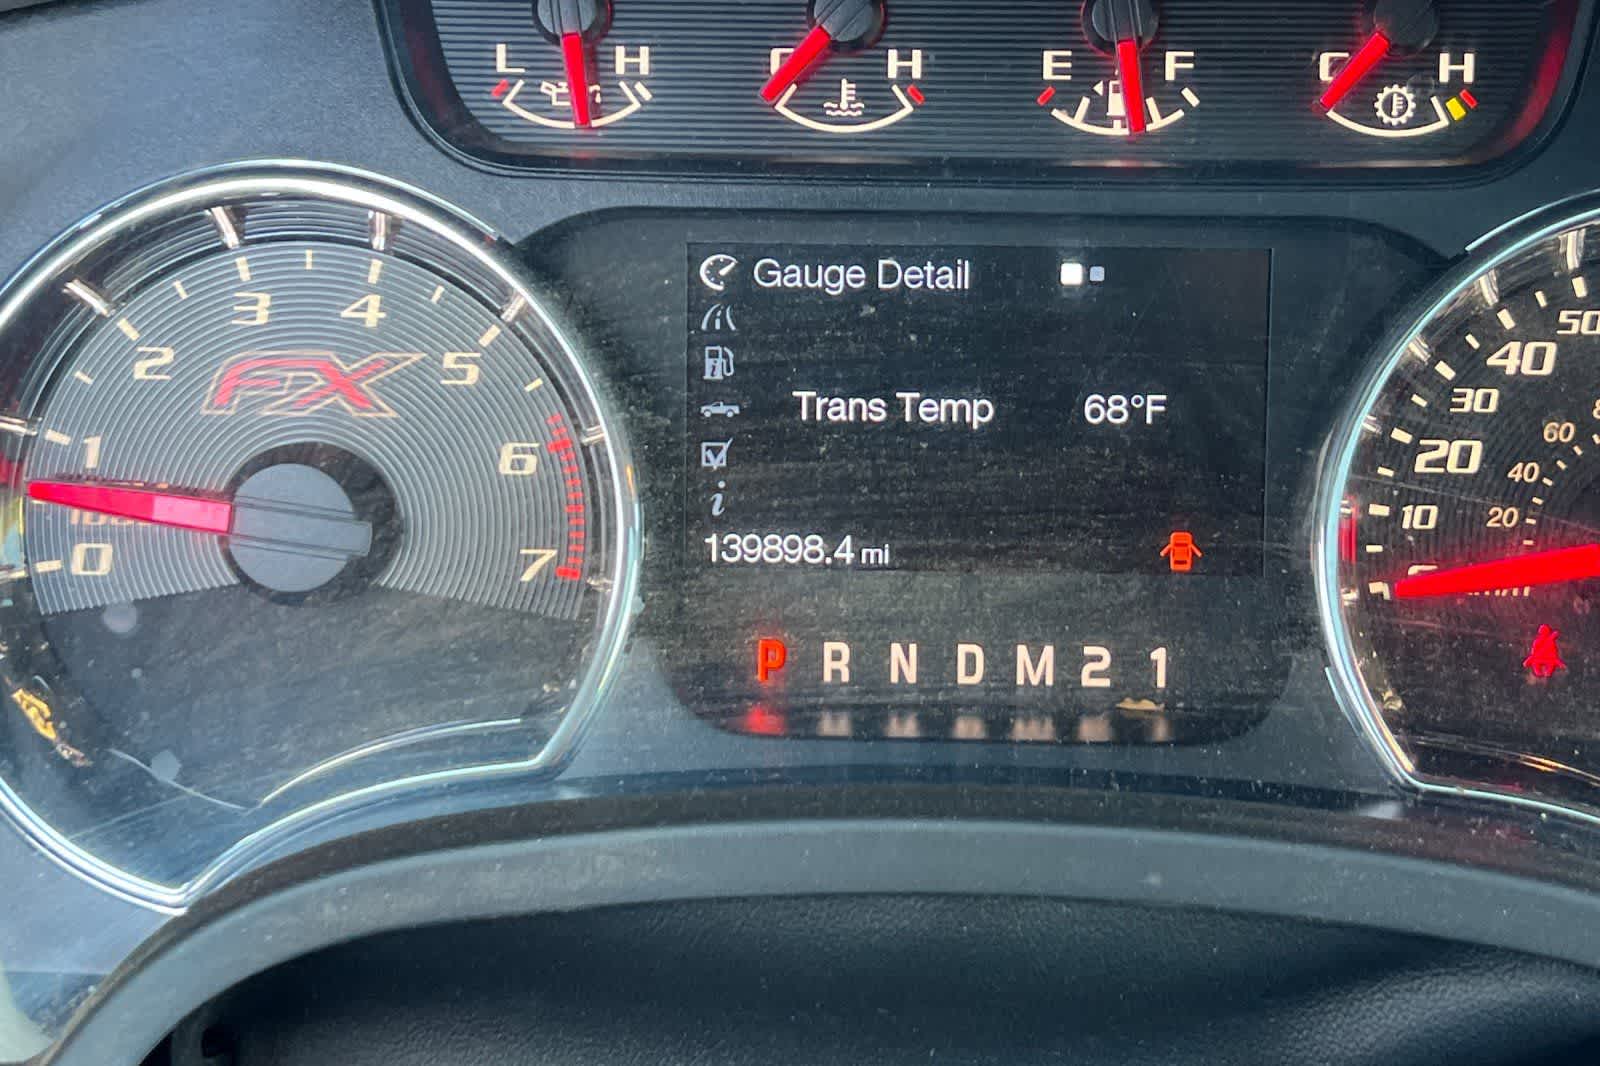 L H C H E F C H
Gauge Detail
Trans Temp 68°F
139898.4 mi
P R N D M 2 1
FX
0 1 2 3 4 5 6 7
10 20 30 40 50
20 40 60